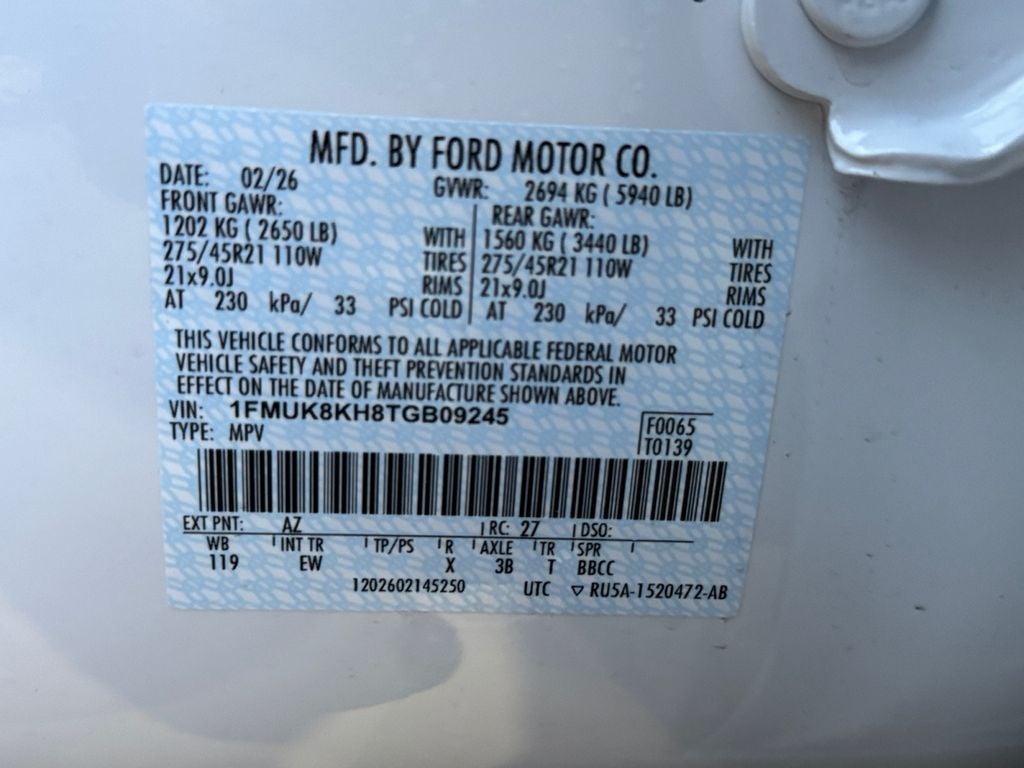 MFD. BY FORD MOTOR CO.
DATE: 02/26 GVWR: 2694 KG ( 5940 LB)
FRONT GAWR: REAR GAWR:
1202 KG ( 2650 LB) WITH 1560 KG ( 3440 LB) WITH
275/45R21 110W TIRES 275/45R21 110W TIRES
21x9.0J RIMS 21x9.0J RIMS
AT 230 kPa/ 33 PSI COLD AT 230 kPa/ 33 PSI COLD
THIS VEHICLE CONFORMS TO ALL APPLICABLE FEDERAL MOTOR
VEHICLE SAFETY AND THEFT PREVENTION STANDARDS IN
EFFECT ON THE DATE OF MANUFACTURE SHOWN ABOVE.
VIN: 1FMUK8KH8TGB09245 F0065
TYPE: MPV T0139
EXT PNT: AZ RC: 27 DSO:
WB INT TR TP/PS R AXLE TR SPR
119 EW X 3B T BBCC
1202602145250 UTC ▽ RU5A-1520472-AB